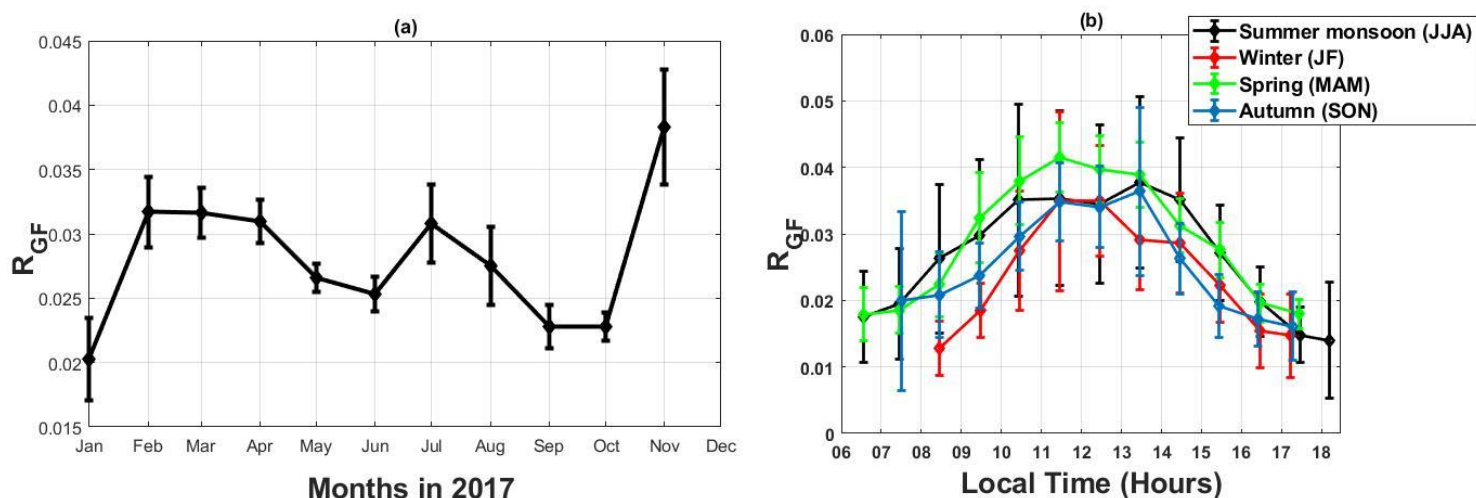 (a)
0.045
0.04
0.035
0.03
0.025
0.02
0.015
R_GF
Jan Feb Mar Apr May Jun Jul Aug Sep Oct Nov Dec
Months in 2017
(b)
Summer monsoon (JJA)
Winter (JF)
Spring (MAM)
Autumn (SON)
0.06
0.05
0.04
0.03
0.02
0.01
0
R_GF
06 07 08 09 10 11 12 13 14 15 16 17 18
Local Time (Hours)